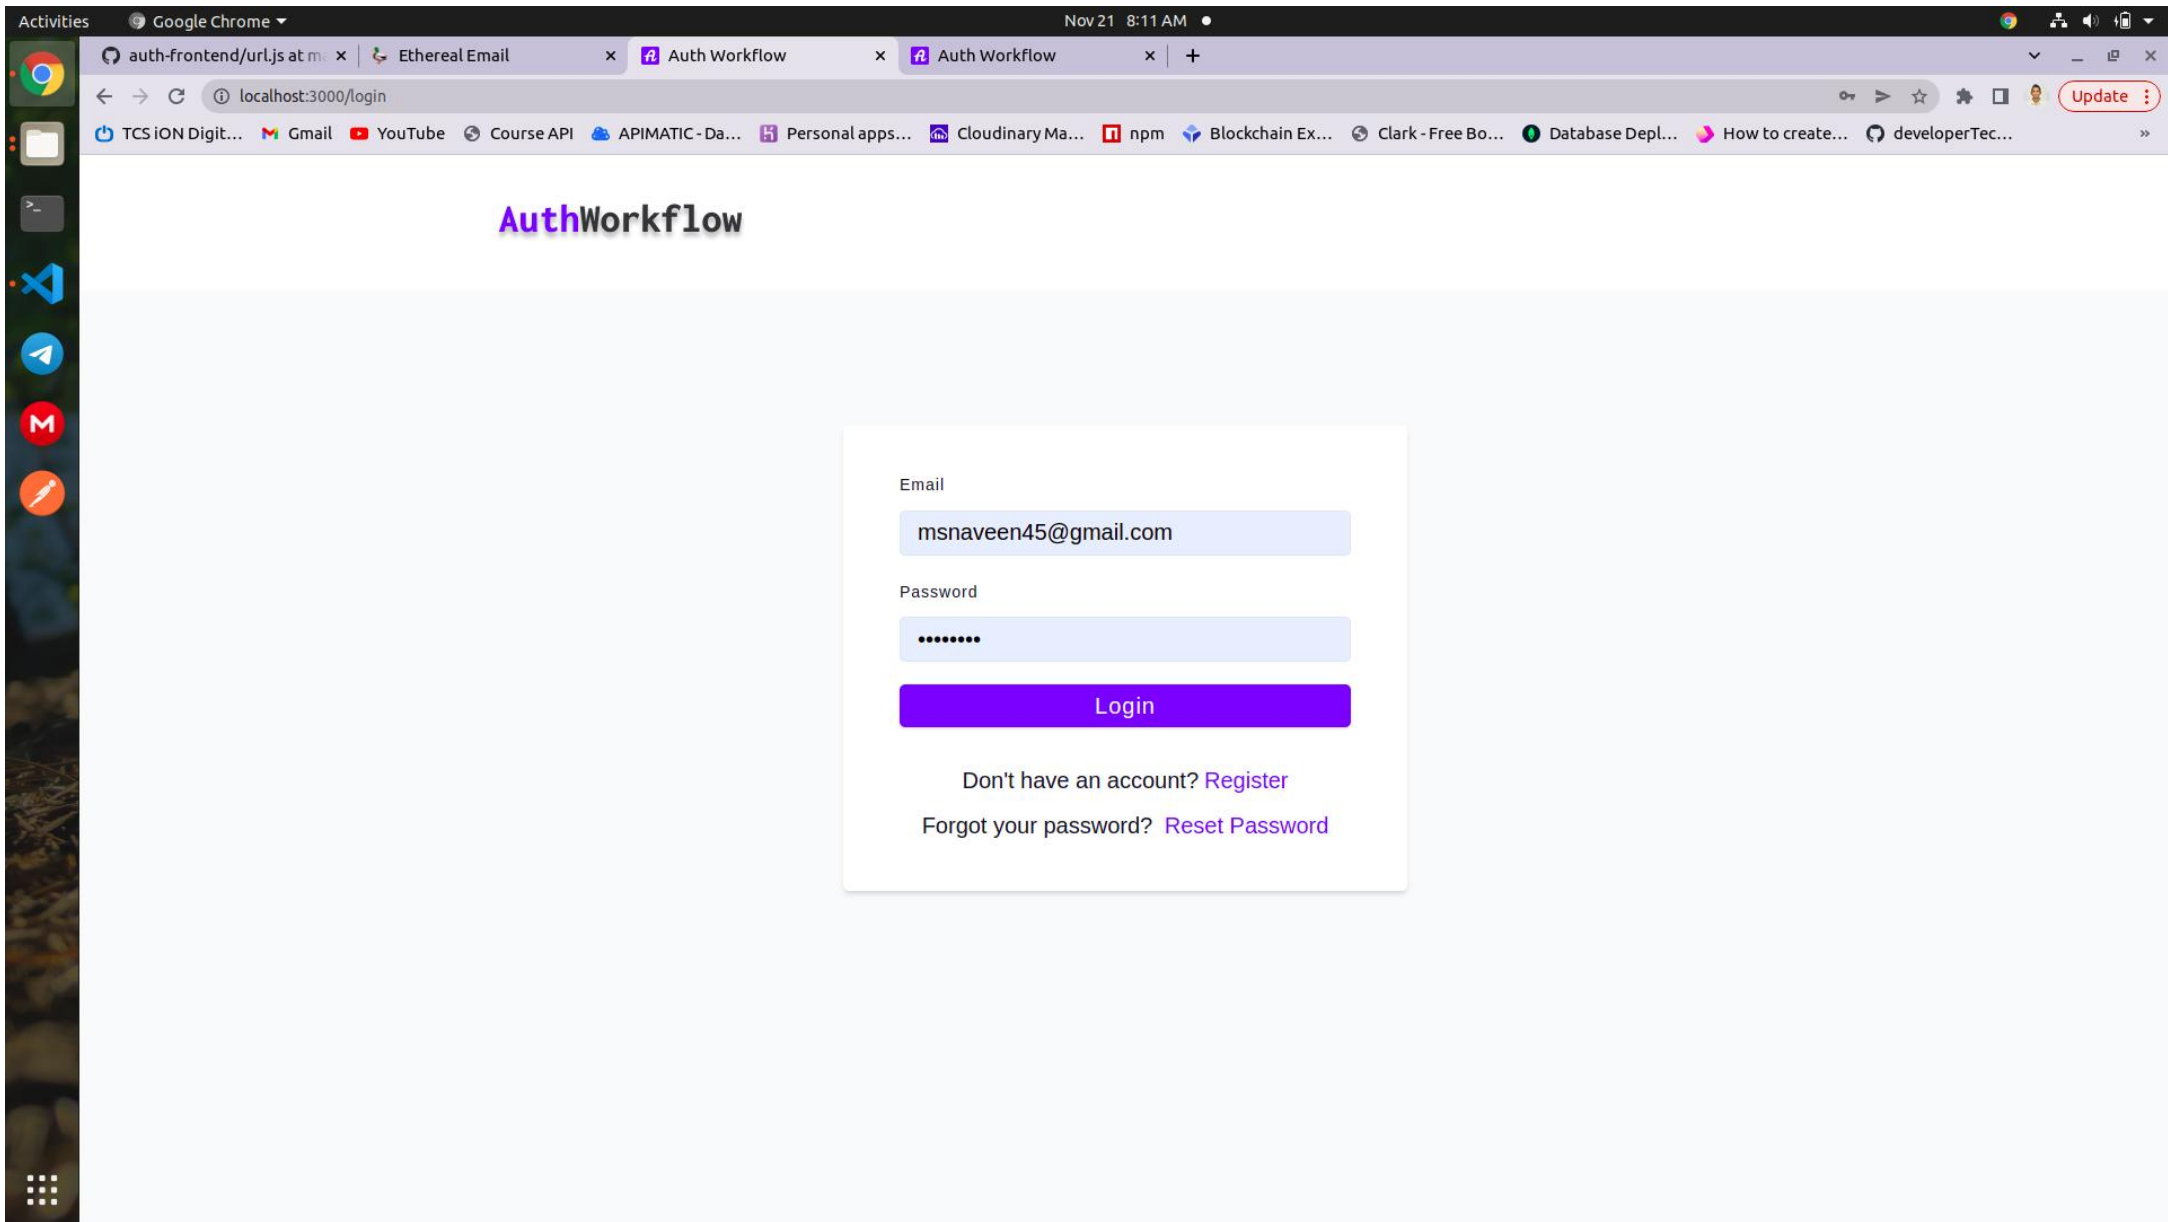 Activities Google Chrome Nov 21 8:11 AM
auth-frontend/url.js at ma Ethereal Email Auth Workflow Auth Workflow
localhost:3000/login Update
TCS iON Digit... Gmail YouTube Course API APIMATIC - Da... Personal apps... Cloudinary Ma... npm Blockchain Ex... Clark - Free Bo... Database Depl... How to create... developerTec... »
AuthWorkflow
Email
msnaveen45@gmail.com
Password
••••••••
Login
Don't have an account? Register
Forgot your password? Reset Password